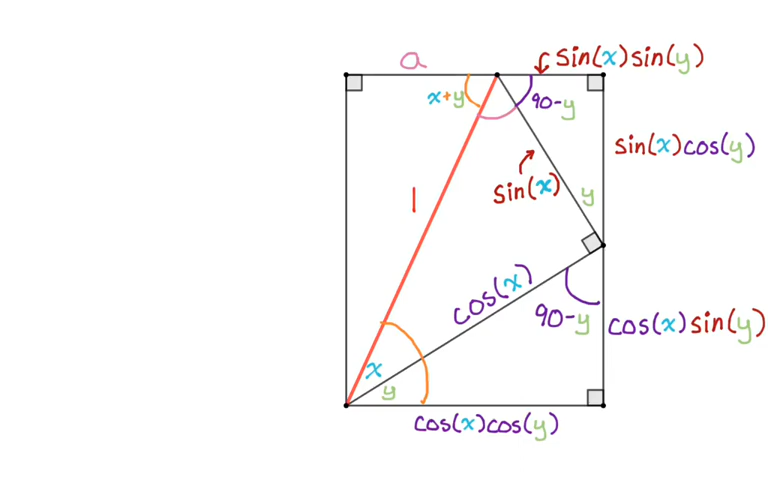 a
sin(x)sin(y)
x+y
90-y
sin(x)cos(y)
sin(x)
y
1
cos(x)
90-y
cos(x)sin(y)
x
y
cos(x)cos(y)